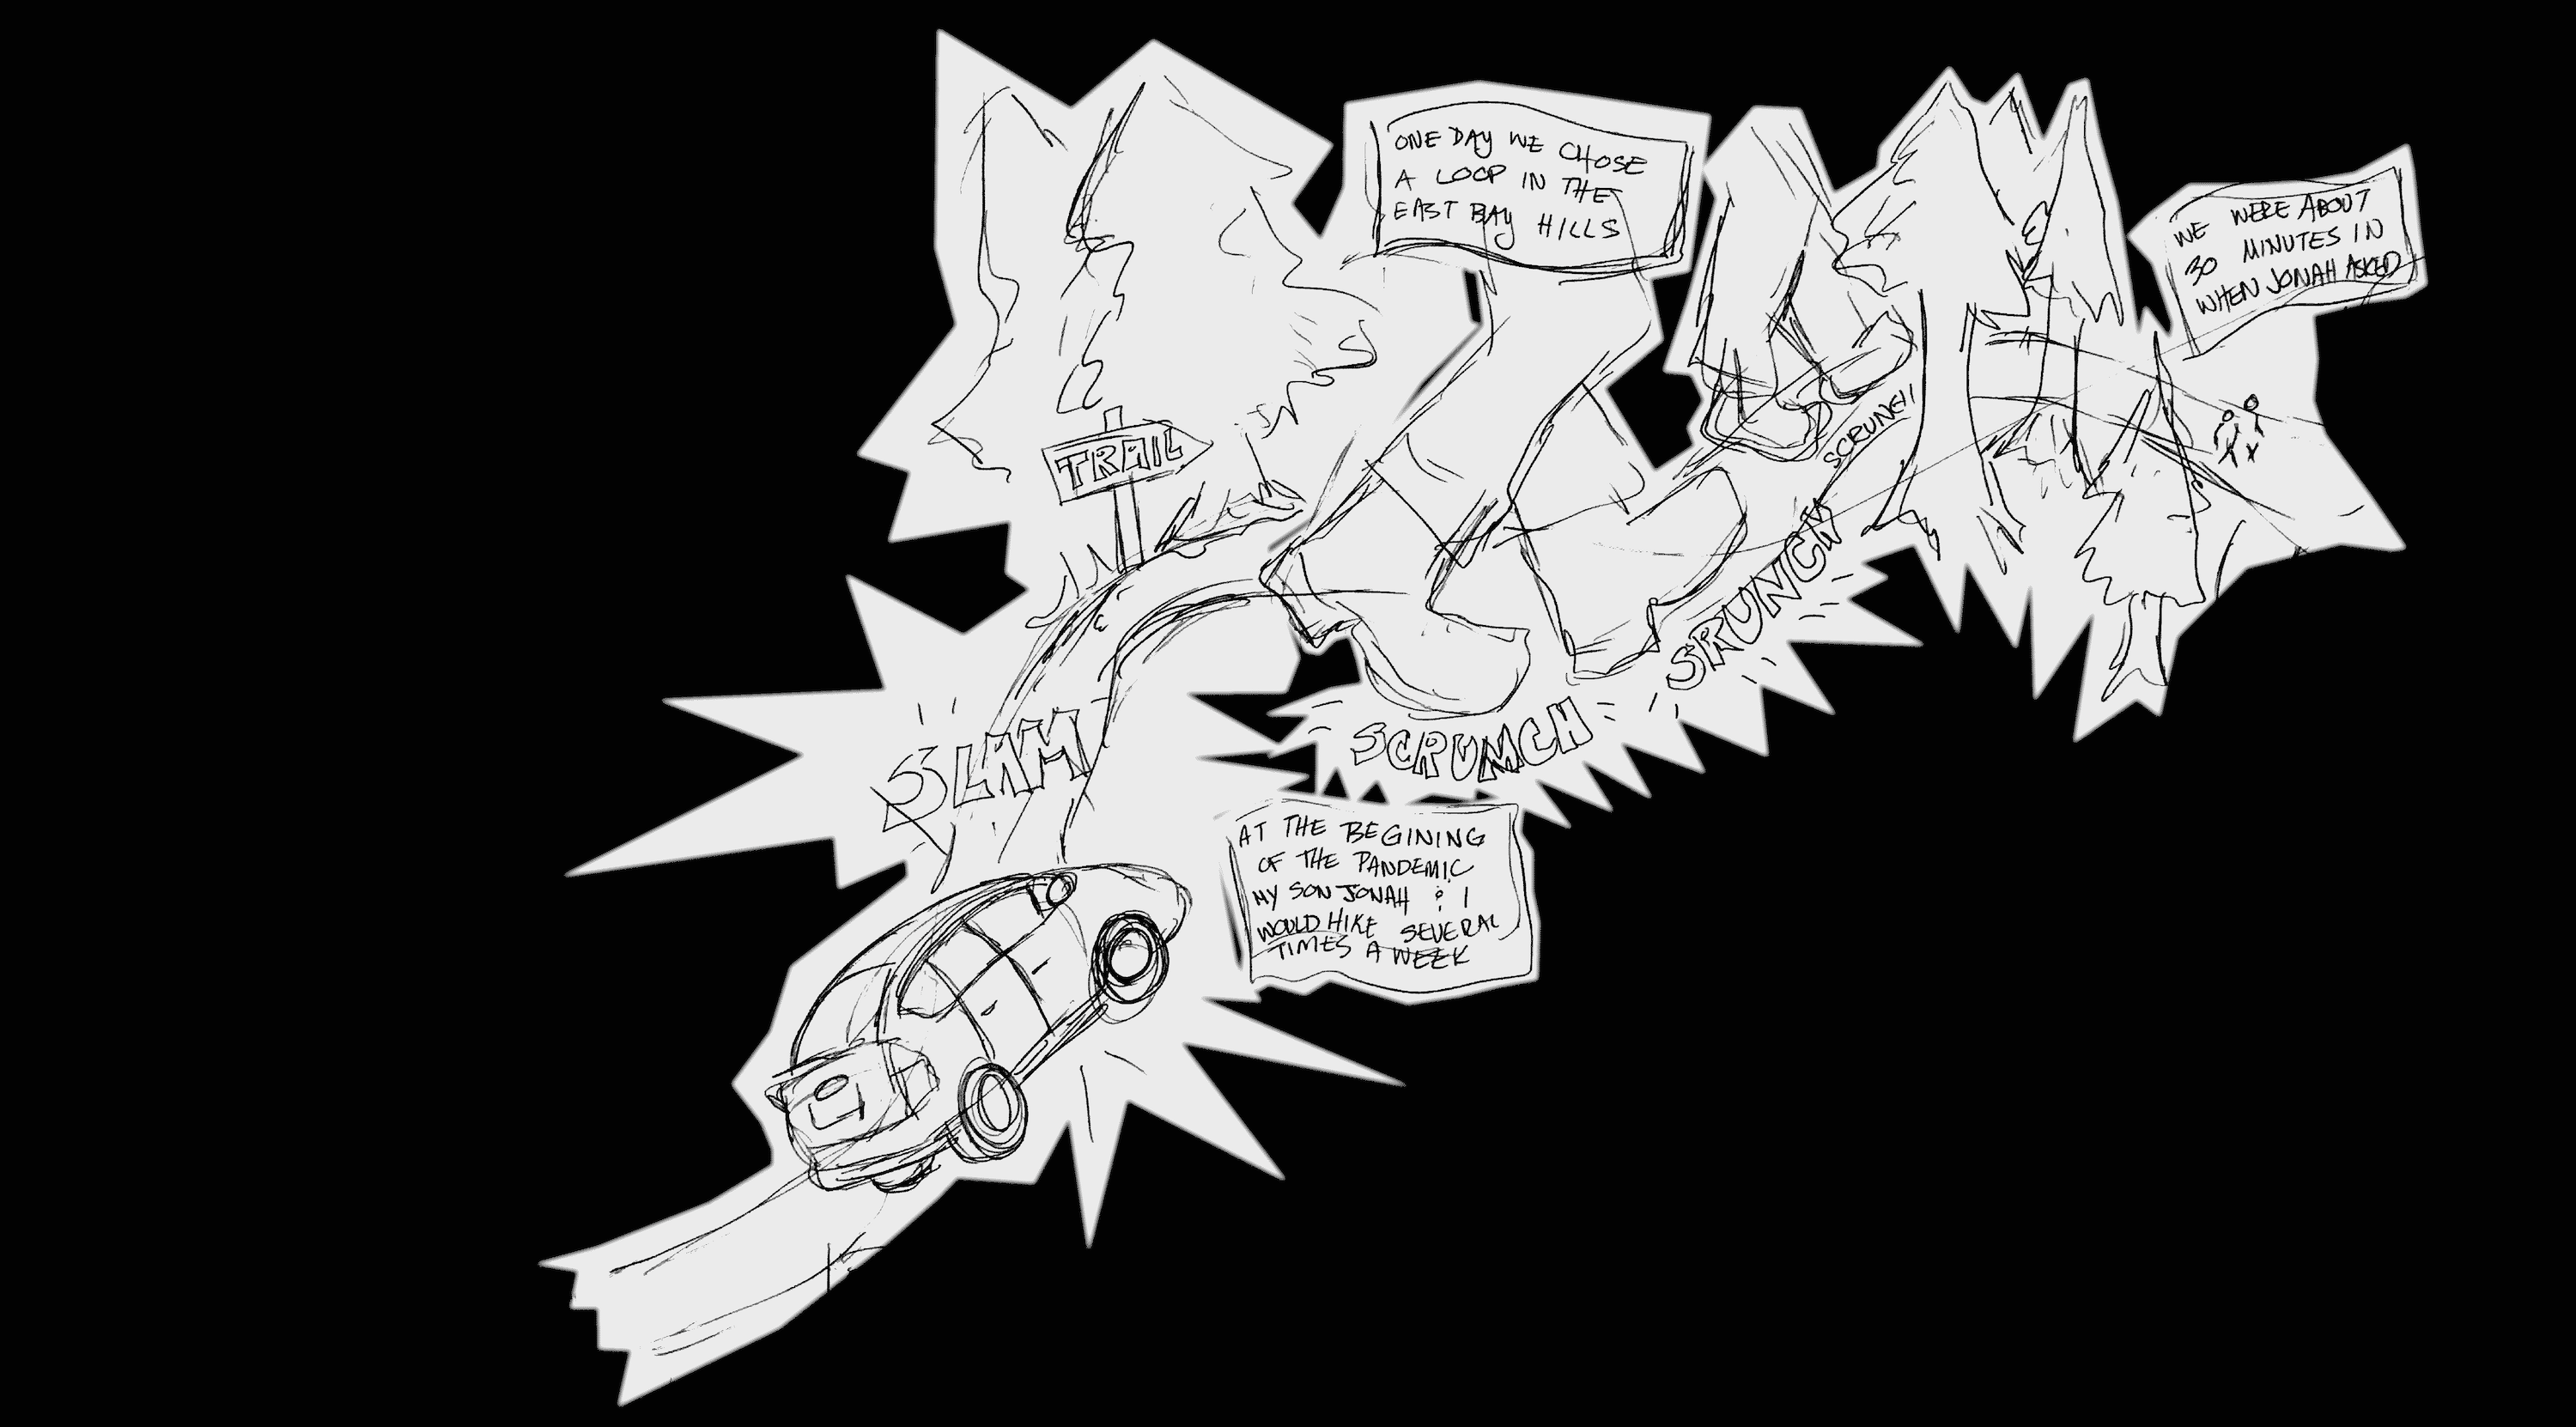 SLAM
AT THE BEGINING
OF THE PANDEMIC
MY SON JONAH & I
WOULD HIKE SEVERAL
TIMES A WEEK
TRAIL
ONE DAY WE CHOSE
A LOOP IN THE
EAST BAY HILLS
SCRUMCH
SRUNCH
SCRUNCH
WE WERE ABOUT
30 MINUTES IN
WHEN JONAH ASKED